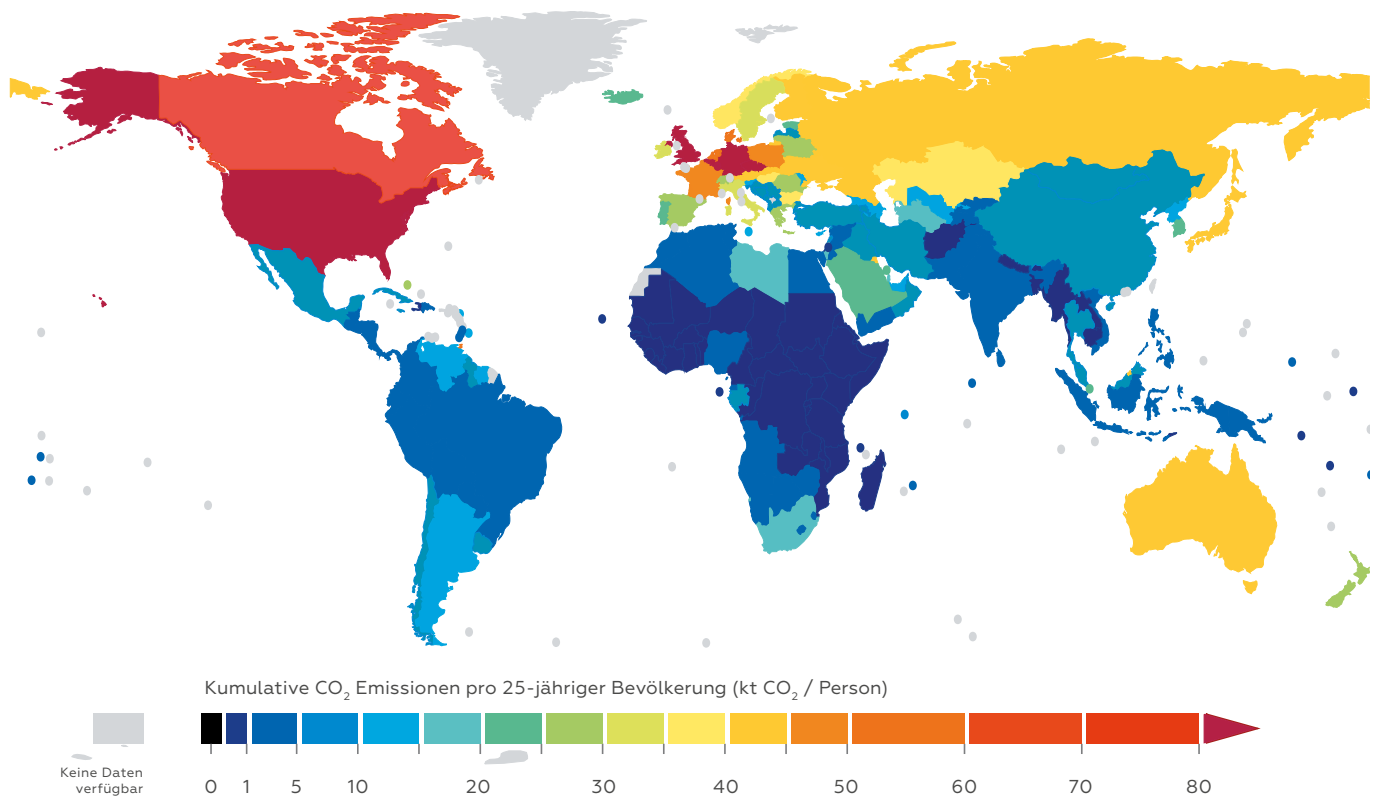 Kumulative CO₂ Emissionen pro 25-jähriger Bevölkerung (kt CO₂ / Person)
Keine Daten
verfügbar
0 1 5 10 20 30 40 50 60 70 80